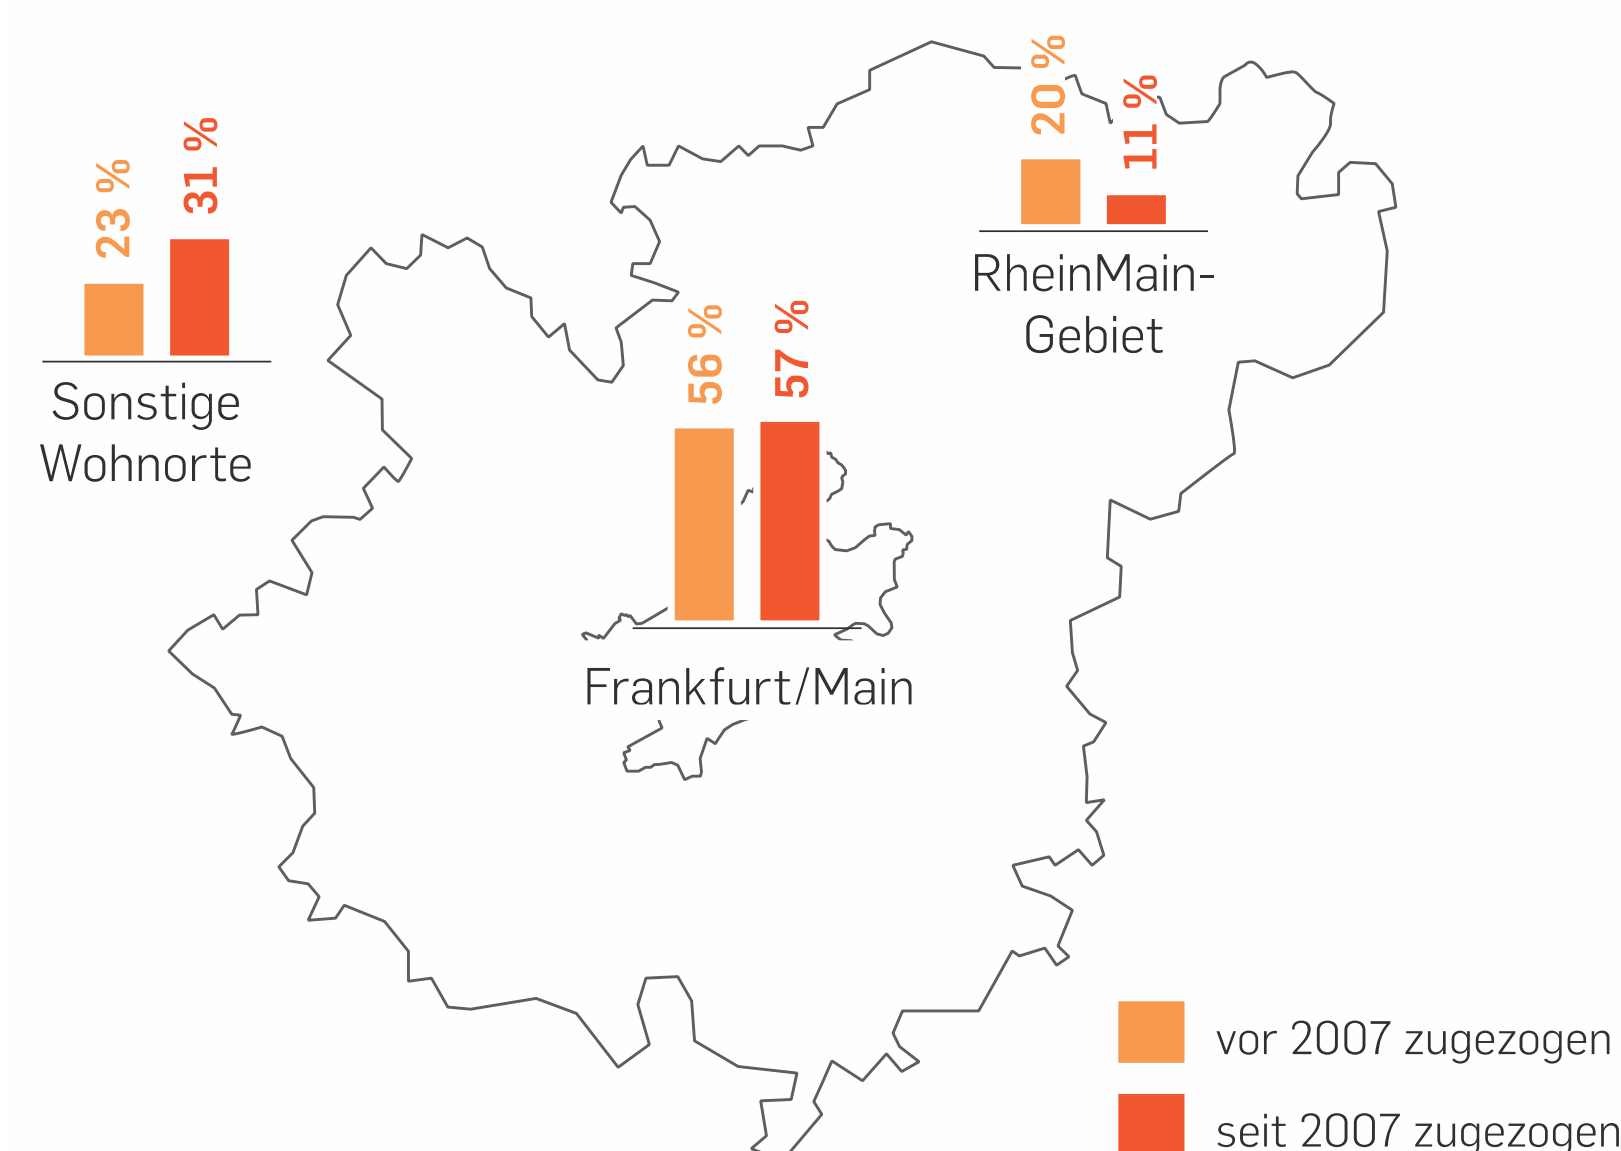 23 %
31 %
Sonstige
Wohnorte
20 %
11 %
RheinMain-
Gebiet
56 %
57 %
Frankfurt/Main
vor 2007 zugezogen
seit 2007 zugezogen